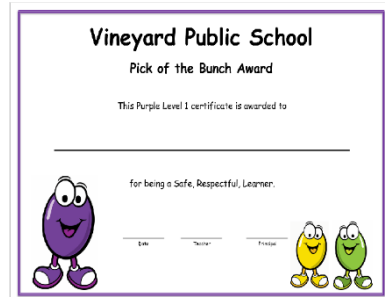 Vineyard Public School
Pick of the Bunch Award
This Purple Level 1 certificate is awarded to
for being a Safe, Respectful, Learner.
Date Teacher Principal